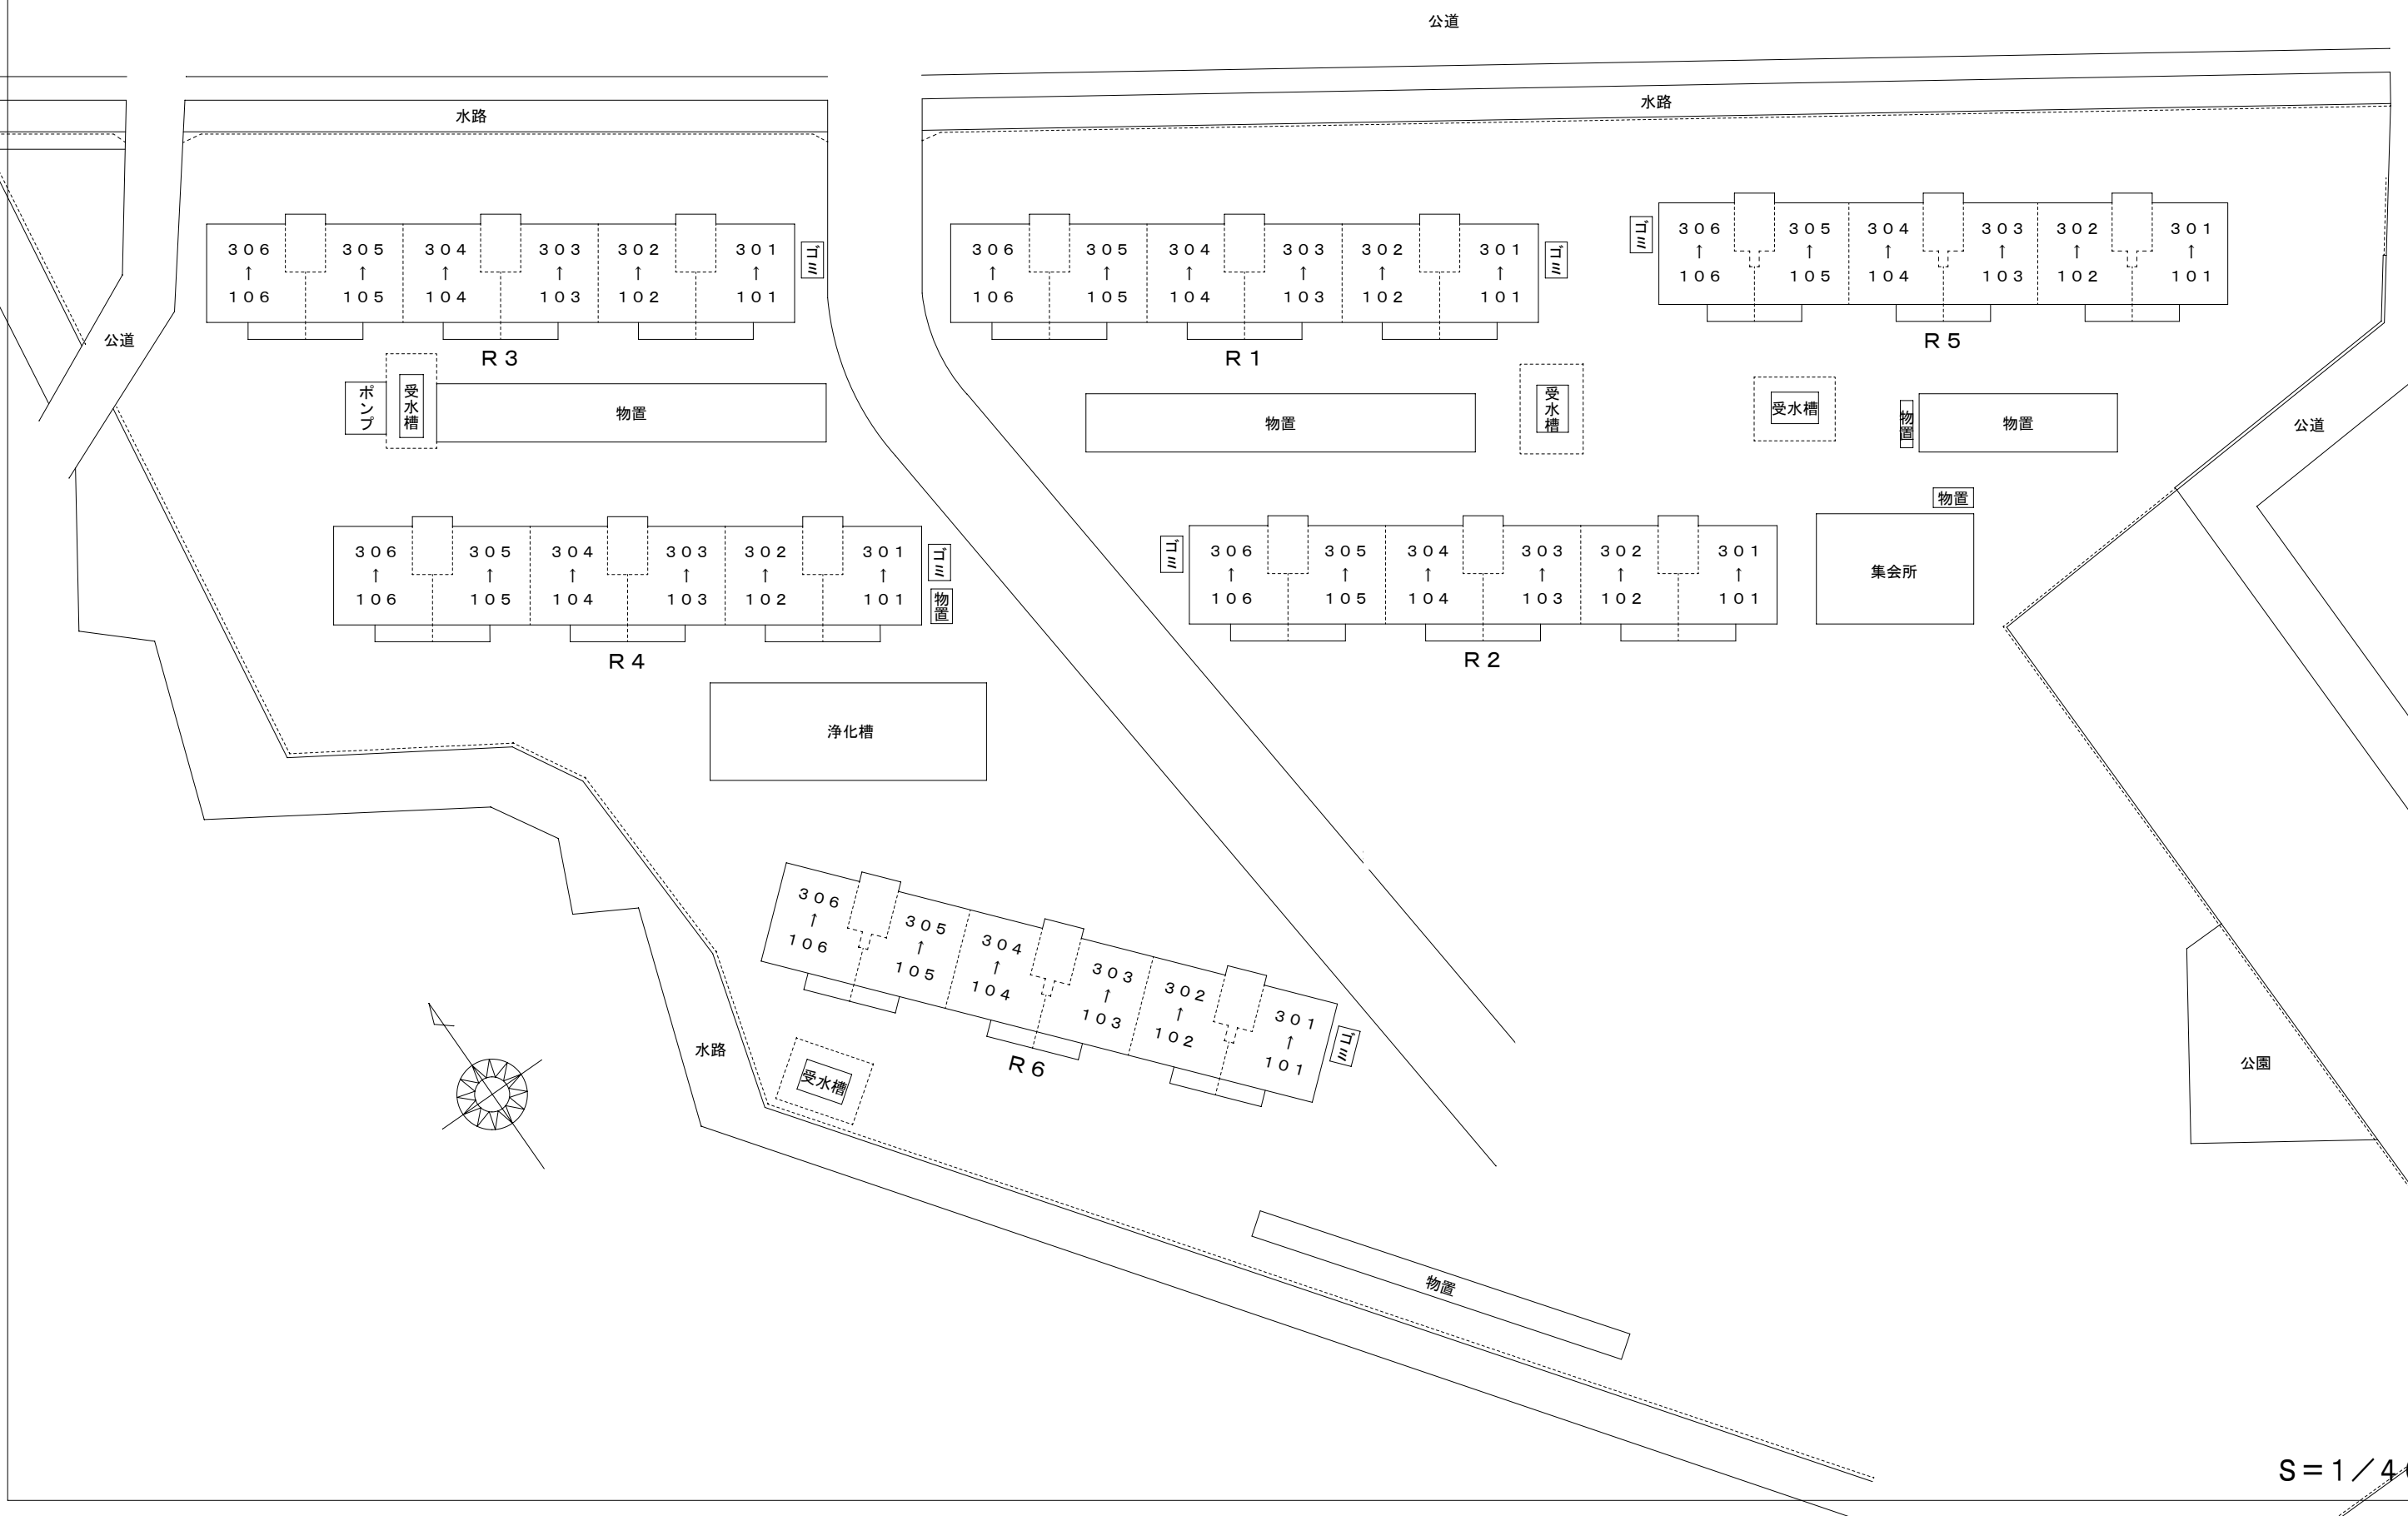 公道
水路
水路
306 305 304 303 302 301
↑ ↑ ↑ ↑ ↑ ↑
106 105 104 103 102 101
ゴミ
R3
306 305 304 303 302 301
↑ ↑ ↑ ↑ ↑ ↑
106 105 104 103 102 101
ゴミ
R1
ゴミ
306 305 304 303 302 301
↑ ↑ ↑ ↑ ↑ ↑
106 105 104 103 102 101
R5
公道
ポンプ
受水槽
物置
物置
受水槽
受水槽
物置
物置
公道
物置
306 305 304 303 302 301
↑ ↑ ↑ ↑ ↑ ↑
106 105 104 103 102 101
ゴミ
物置
R4
ゴミ
306 305 304 303 302 301
↑ ↑ ↑ ↑ ↑ ↑
106 105 104 103 102 101
R2
集会所
浄化槽
306 305 304 303 302 301
↑ ↑ ↑ ↑ ↑ ↑
106 105 104 103 102 101
ゴミ
R6
水路
受水槽
公園
物置
S=1/4